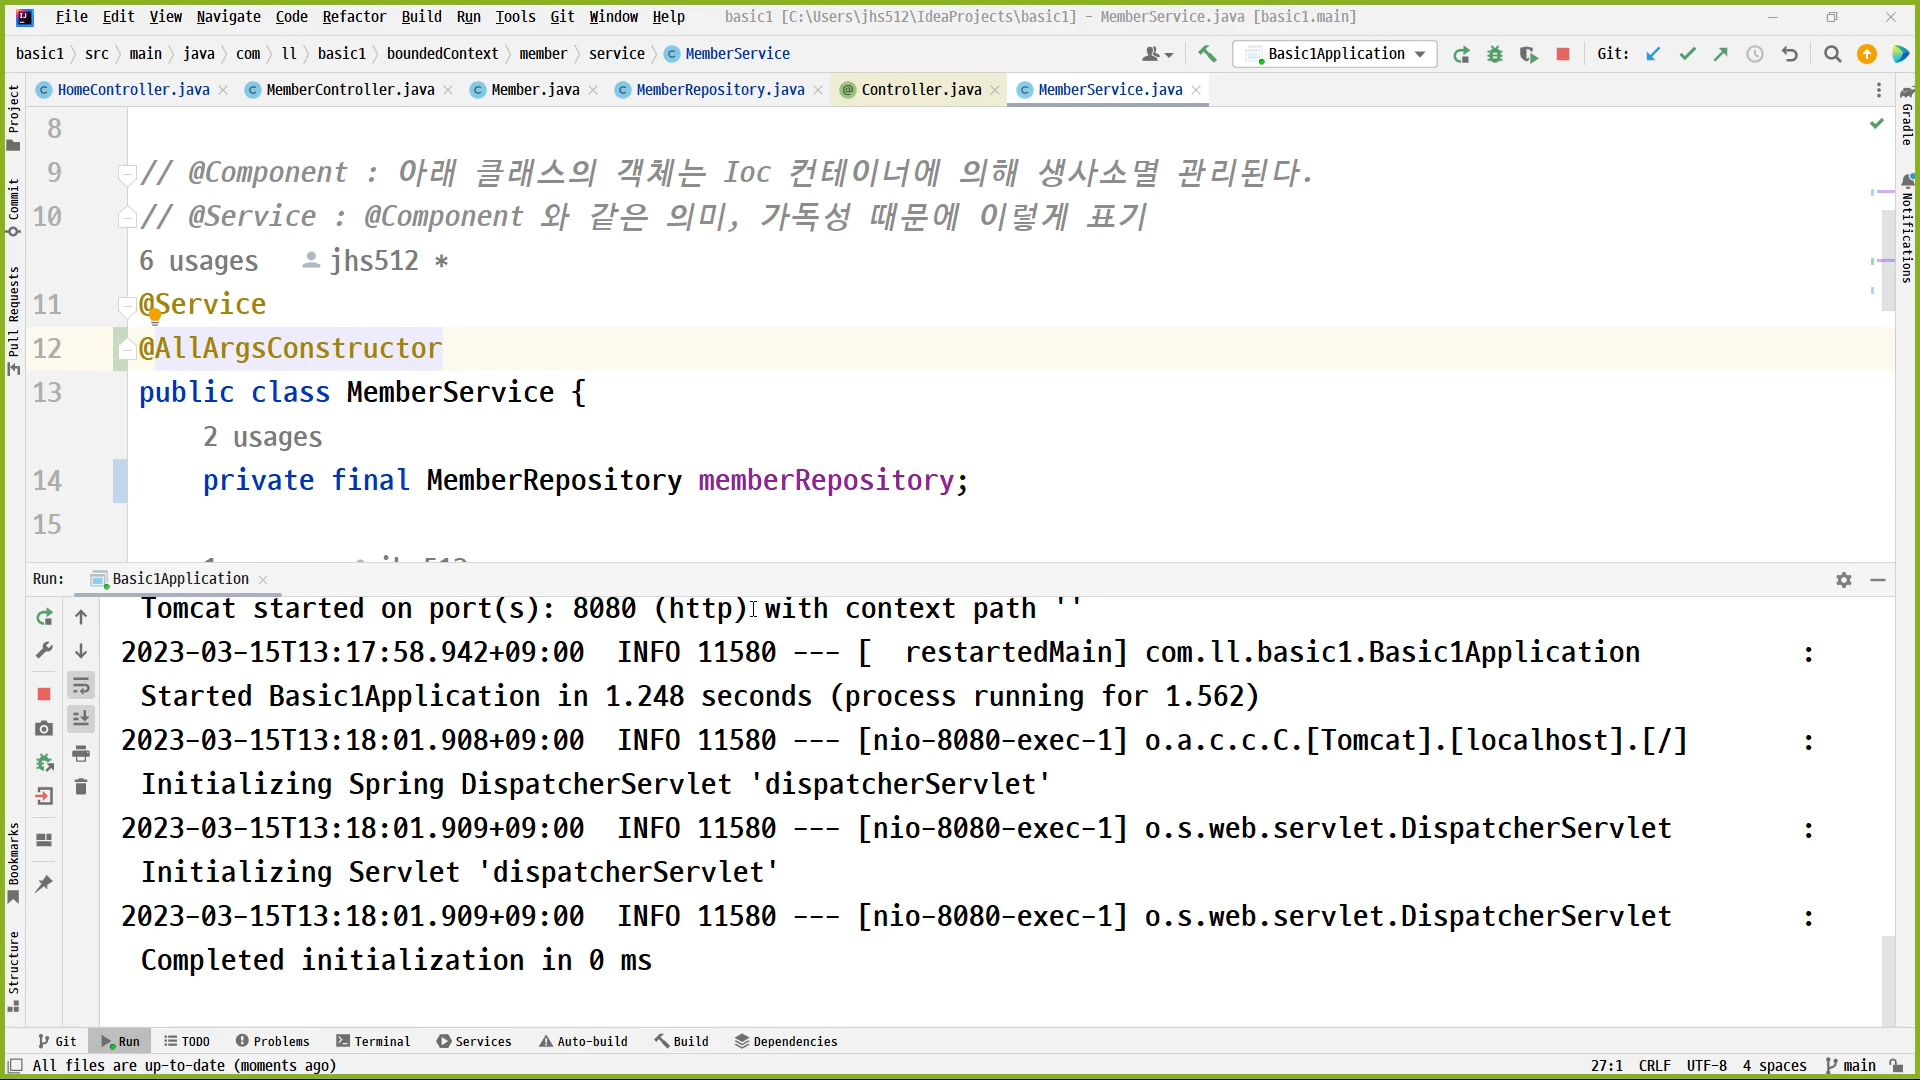 File Edit View Navigate Code Refactor Build Run Tools Git Window Help basic1 [C:\Users\jhs512\IdeaProjects\basic1] - MemberService.java [basic1.main]
basic1 src main java com ll basic1 boundedContext member service MemberService Basic1Application Git:
HomeController.java MemberController.java Member.java MemberRepository.java Controller.java MemberService.java
Project
Commit
Pull Requests
Bookmarks
Structure
Gradle
Notifications
8
9 // @Component : 아래 클래스의 객체는 Ioc 컨테이너에 의해 생사소멸 관리된다.
10 // @Service : @Component 와 같은 의미, 가독성 때문에 이렇게 표기
6 usages jhs512 *
11 @Service
12 @AllArgsConstructor
13 public class MemberService {
2 usages
14 private final MemberRepository memberRepository;
15
Run: Basic1Application
Tomcat started on port(s): 8080 (http) with context path ''
2023-03-15T13:17:58.942+09:00  INFO 11580 --- [  restartedMain] com.ll.basic1.Basic1Application :
Started Basic1Application in 1.248 seconds (process running for 1.562)
2023-03-15T13:18:01.908+09:00  INFO 11580 --- [nio-8080-exec-1] o.a.c.c.C.[Tomcat].[localhost].[/] :
Initializing Spring DispatcherServlet 'dispatcherServlet'
2023-03-15T13:18:01.909+09:00  INFO 11580 --- [nio-8080-exec-1] o.s.web.servlet.DispatcherServlet :
Initializing Servlet 'dispatcherServlet'
2023-03-15T13:18:01.909+09:00  INFO 11580 --- [nio-8080-exec-1] o.s.web.servlet.DispatcherServlet :
Completed initialization in 0 ms
Git Run TODO Problems Terminal Services Auto-build Build Dependencies
All files are up-to-date (moments ago) 27:1 CRLF UTF-8 4 spaces main